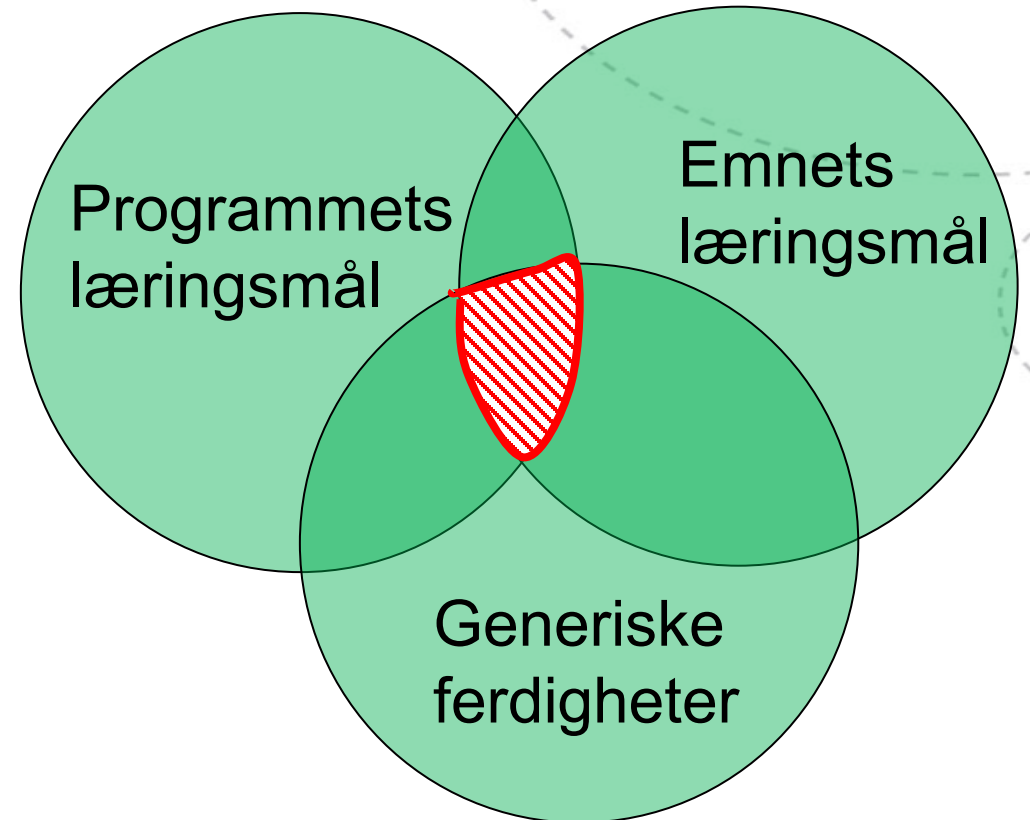 Programmets
læringsmål
Emnets
læringsmål
Generiske
ferdigheter